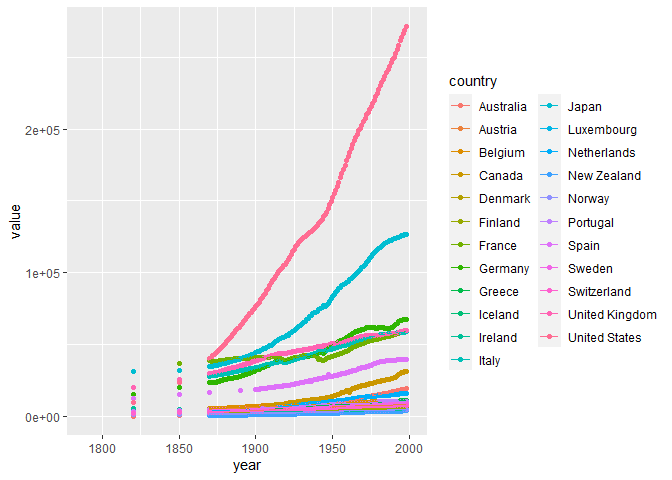 country
Australia
Austria
Belgium
Canada
Denmark
Finland
France
Germany
Greece
Iceland
Ireland
Italy
Japan
Luxembourg
Netherlands
New Zealand
Norway
Portugal
Spain
Sweden
Switzerland
United Kingdom
United States
value
2e+05
1e+05
0e+00
1800
1850
1900
1950
2000
year